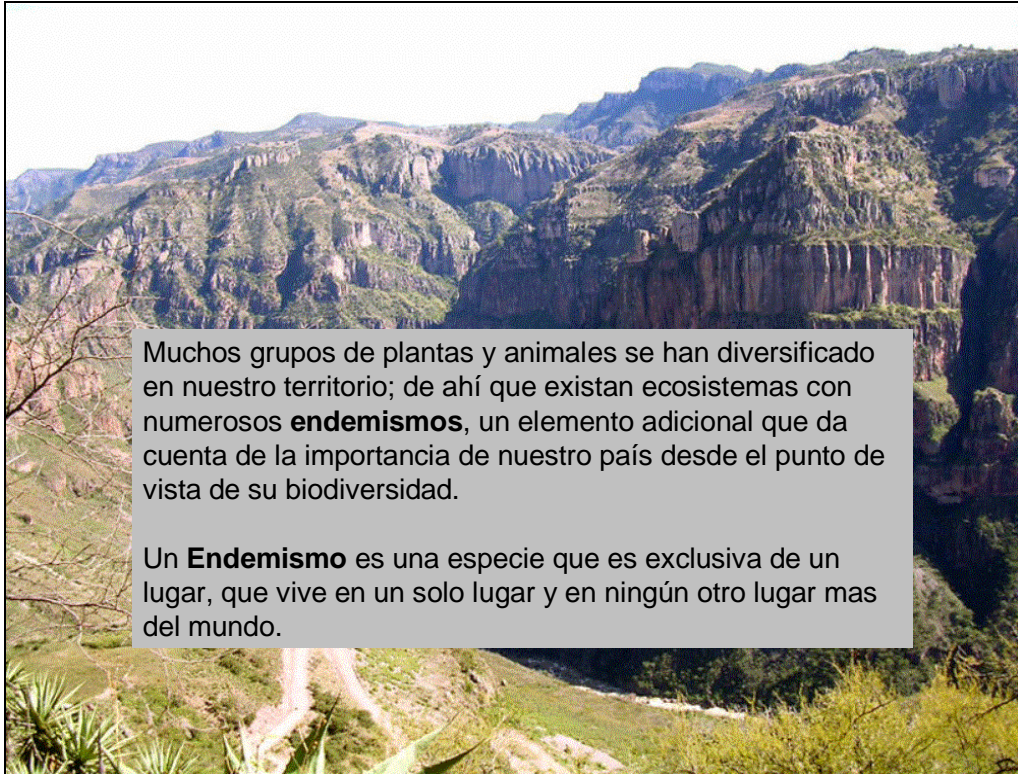 Muchos grupos de plantas y animales se han diversificado
en nuestro territorio; de ahí que existan ecosistemas con
numerosos endemismos, un elemento adicional que da
cuenta de la importancia de nuestro país desde el punto de
vista de su biodiversidad.
Un Endemismo es una especie que es exclusiva de un
lugar, que vive en un solo lugar y en ningún otro lugar mas
del mundo.